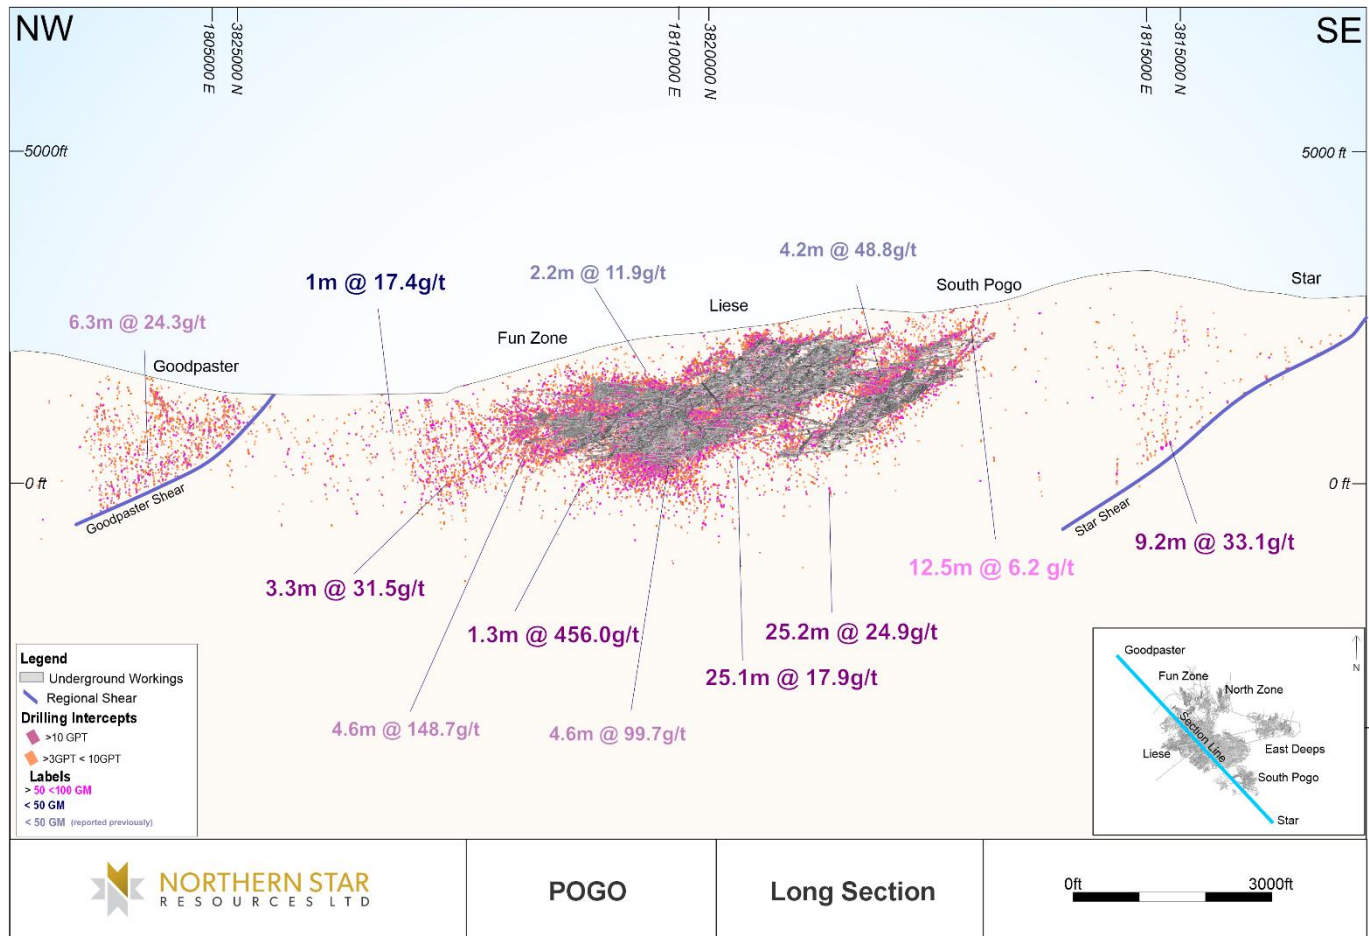 NW
SE
1805000 E
3825000 N
1810000 E
3820000 N
1815000 E
3815000 N
5000ft
5000 ft
4.2m @ 48.8g/t
2.2m @ 11.9g/t
1m @ 17.4g/t
Star
South Pogo
Liese
6.3m @ 24.3g/t
Fun Zone
Goodpaster
0 ft
0 ft
Goodpaster Shear
Star Shear
9.2m @ 33.1g/t
12.5m @ 6.2 g/t
3.3m @ 31.5g/t
1.3m @ 456.0g/t
25.2m @ 24.9g/t
25.1m @ 17.9g/t
4.6m @ 148.7g/t
4.6m @ 99.7g/t
Legend
Underground Workings
Regional Shear
Drilling Intercepts
>10 GPT
>3GPT < 10GPT
Labels
> 50 <100 GM
< 50 GM
< 50 GM (reported previously)
Goodpaster
N
Fun Zone
North Zone
Section Line
Liese
East Deeps
South Pogo
Star
NORTHERN STAR
RESOURCES LTD
POGO
Long Section
0ft
3000ft